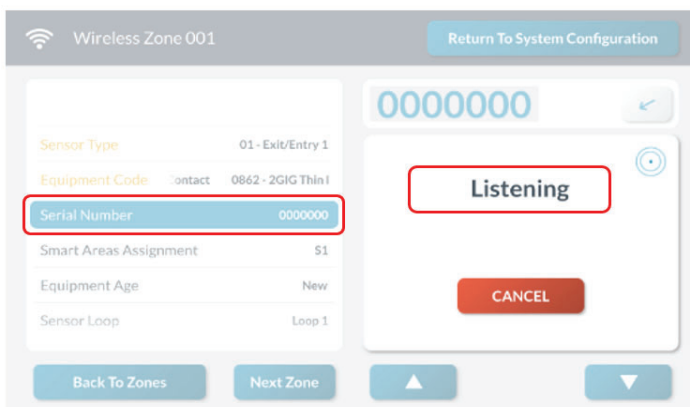 Wireless Zone 001
Return To System Configuration
0000000
Sensor Type 01 - Exit/Entry 1
Equipment Code ontact 0862 - 2GIG Thin
Serial Number 0000000
Listening
Smart Areas Assignment S1
Equipment Age New
CANCEL
Sensor Loop Loop 1
Back To Zones
Next Zone